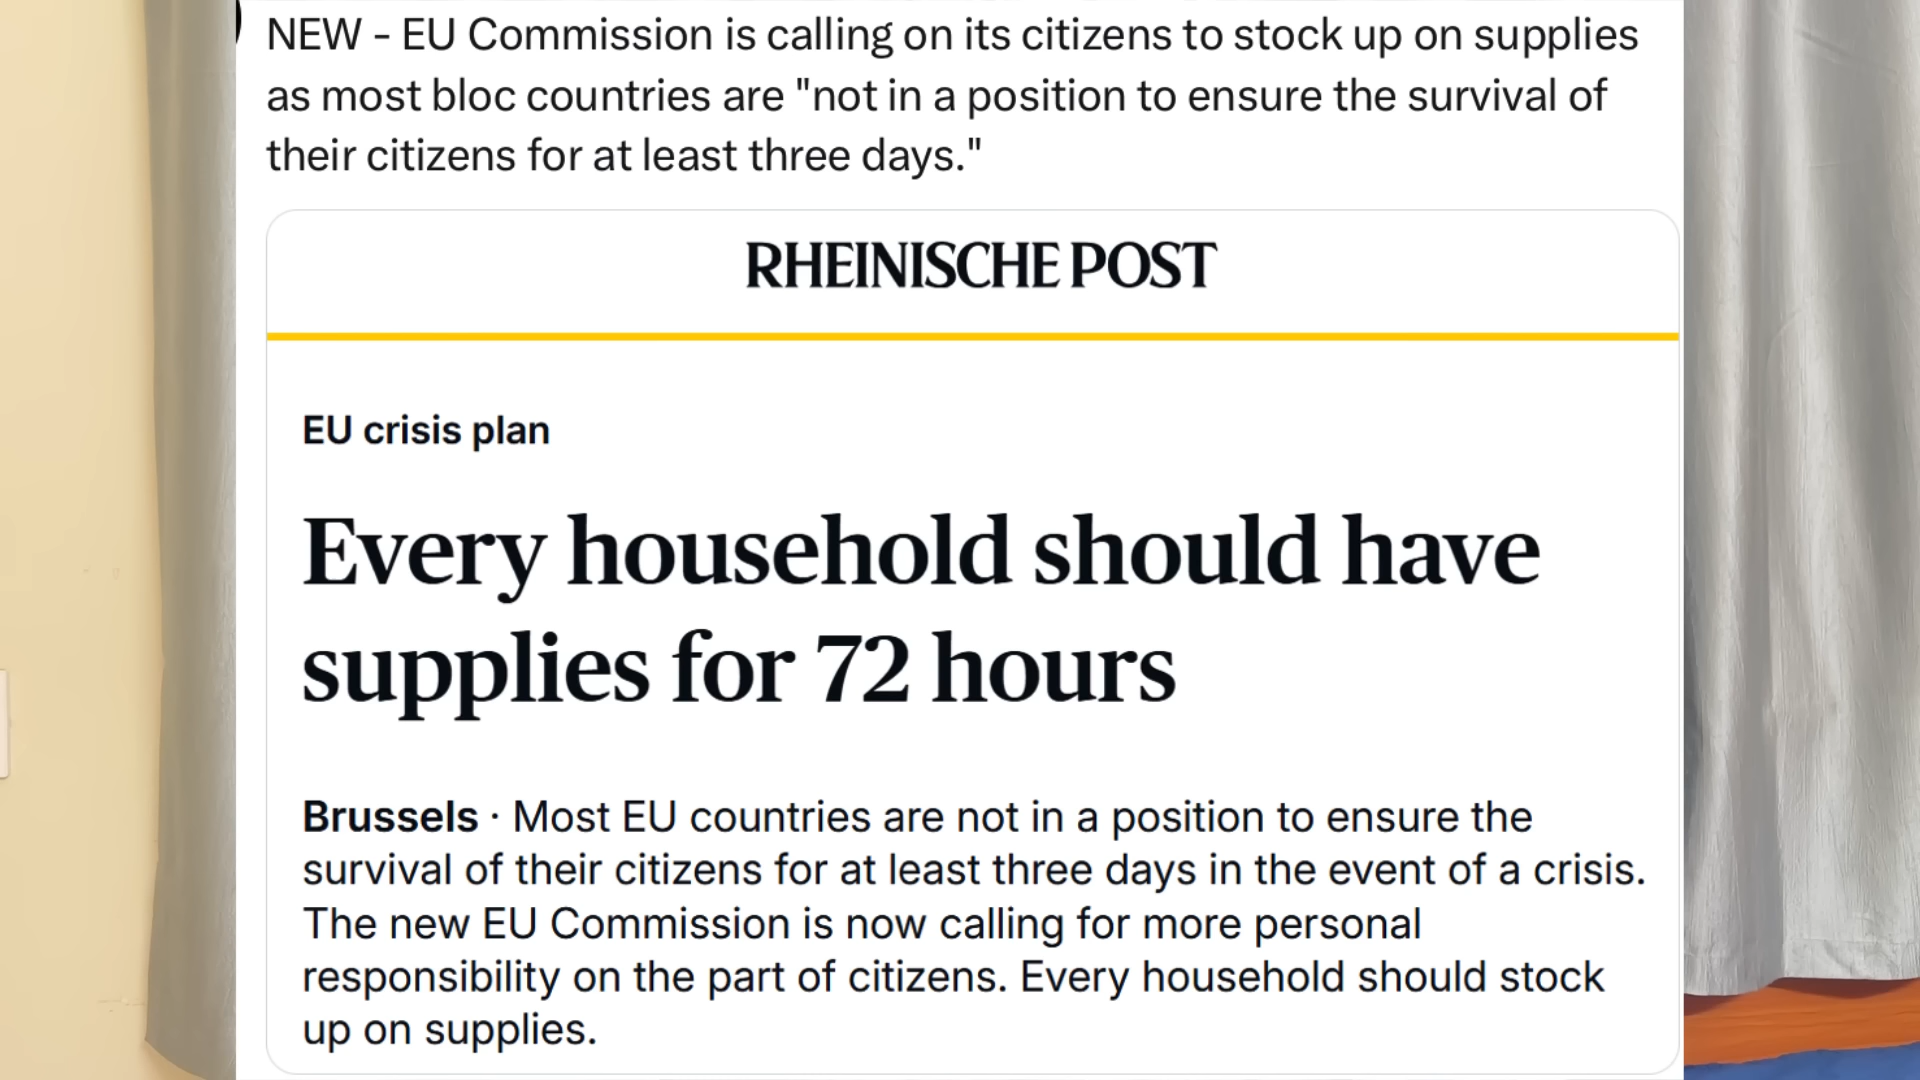 NEW - EU Commission is calling on its citizens to stock up on supplies
as most bloc countries are "not in a position to ensure the survival of
their citizens for at least three days."
RHEINISCHE POST
EU crisis plan
Every household should have
supplies for 72 hours
Brussels · Most EU countries are not in a position to ensure the
survival of their citizens for at least three days in the event of a crisis.
The new EU Commission is now calling for more personal
responsibility on the part of citizens. Every household should stock
up on supplies.